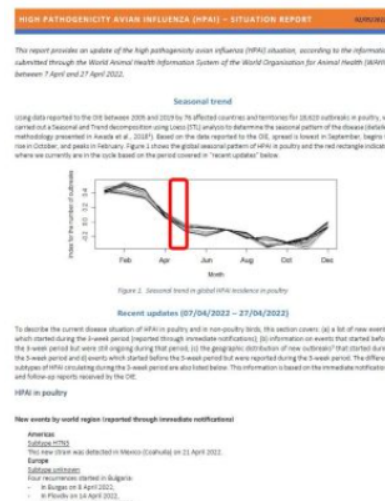 HIGH PATHOGENICITY AVIAN INFLUENZA (HPAI) – SITUATION REPORT
This report provides an update of the high pathogenicity avian influenza (HPAI) situation, according to the information
submitted through the World Animal Health Information System of the World Organisation for Animal Health (WAHIS
between 7 April and 27 April 2022.
Seasonal trend
Using data reported to the OIE between 2005 and 2019 by 76 affected countries and territories for outbreaks in poultry, w
carried out a Seasonal and Trend decomposition using Loess (STL) analysis to determine the seasonal pattern of the disease (detailed
methodology presented in Awada et al., 2018¹). Based on the data reported to the OIE, spread is lowest in September, begins
rise in October, and peaks in February. Figure 1 shows the global seasonal pattern of HPAI in poultry and the red rectangle indicates
where we currently are in the cycle based on the period covered in "recent updates" below.
Index for the number of outbreaks
-0.2 0.0 0.2 0.4
Feb Apr Jun Aug Oct Dec
Month
Figure 1. Seasonal trend in global HPAI incidence in poultry
Recent updates (07/04/2022 – 27/04/2022)
To describe the current disease situation of HPAI in poultry and in non-poultry birds, this section covers: (a) a list of new events
which started during the 3-week period (reported through immediate notifications); (b) information on events that started before
the 3-week period but were still ongoing during that period; (c) the geographic distribution of new outbreaks² that started during
the 3-week period and d) events which started before the 3-week period but were reported during the 3-week period. The different
subtypes of HPAI circulating during the 3-week period are also listed below. This information is based on the immediate notifications
and follow-up reports received by the OIE.
HPAI in poultry
New events by world region (reported through immediate notifications)
Americas
Subtype H7N3
This new strain was detected in Mexico (Coahuila) on 21 April 2022.
Europe
Subtype unknown
Four recurrences started in Bulgaria:
- in Burgas on 8 April 2022,
- in Plovdiv on 14 April 2022,